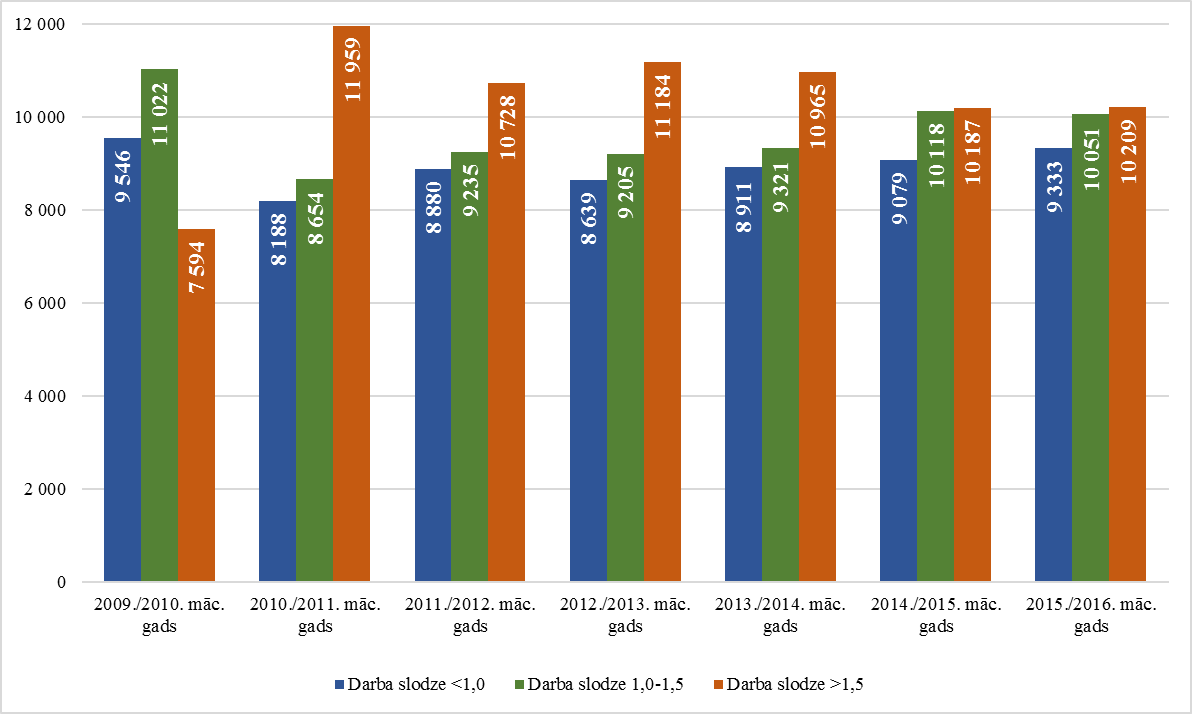 12 000
10 000
8 000
6 000
4 000
2 000
0
9 546
11 022
7 594
8 188
8 654
11 959
8 880
9 235
10 728
8 639
9 205
11 184
8 911
9 321
10 965
9 079
10 118
10 187
9 333
10 051
10 209
2009./2010. māc.
gads
2010./2011. māc.
gads
2011./2012. māc.
gads
2012./2013. māc.
gads
2013./2014. māc.
gads
2014./2015. māc.
gads
2015./2016. māc.
gads
Darba slodze <1,0
Darba slodze 1,0-1,5
Darba slodze >1,5